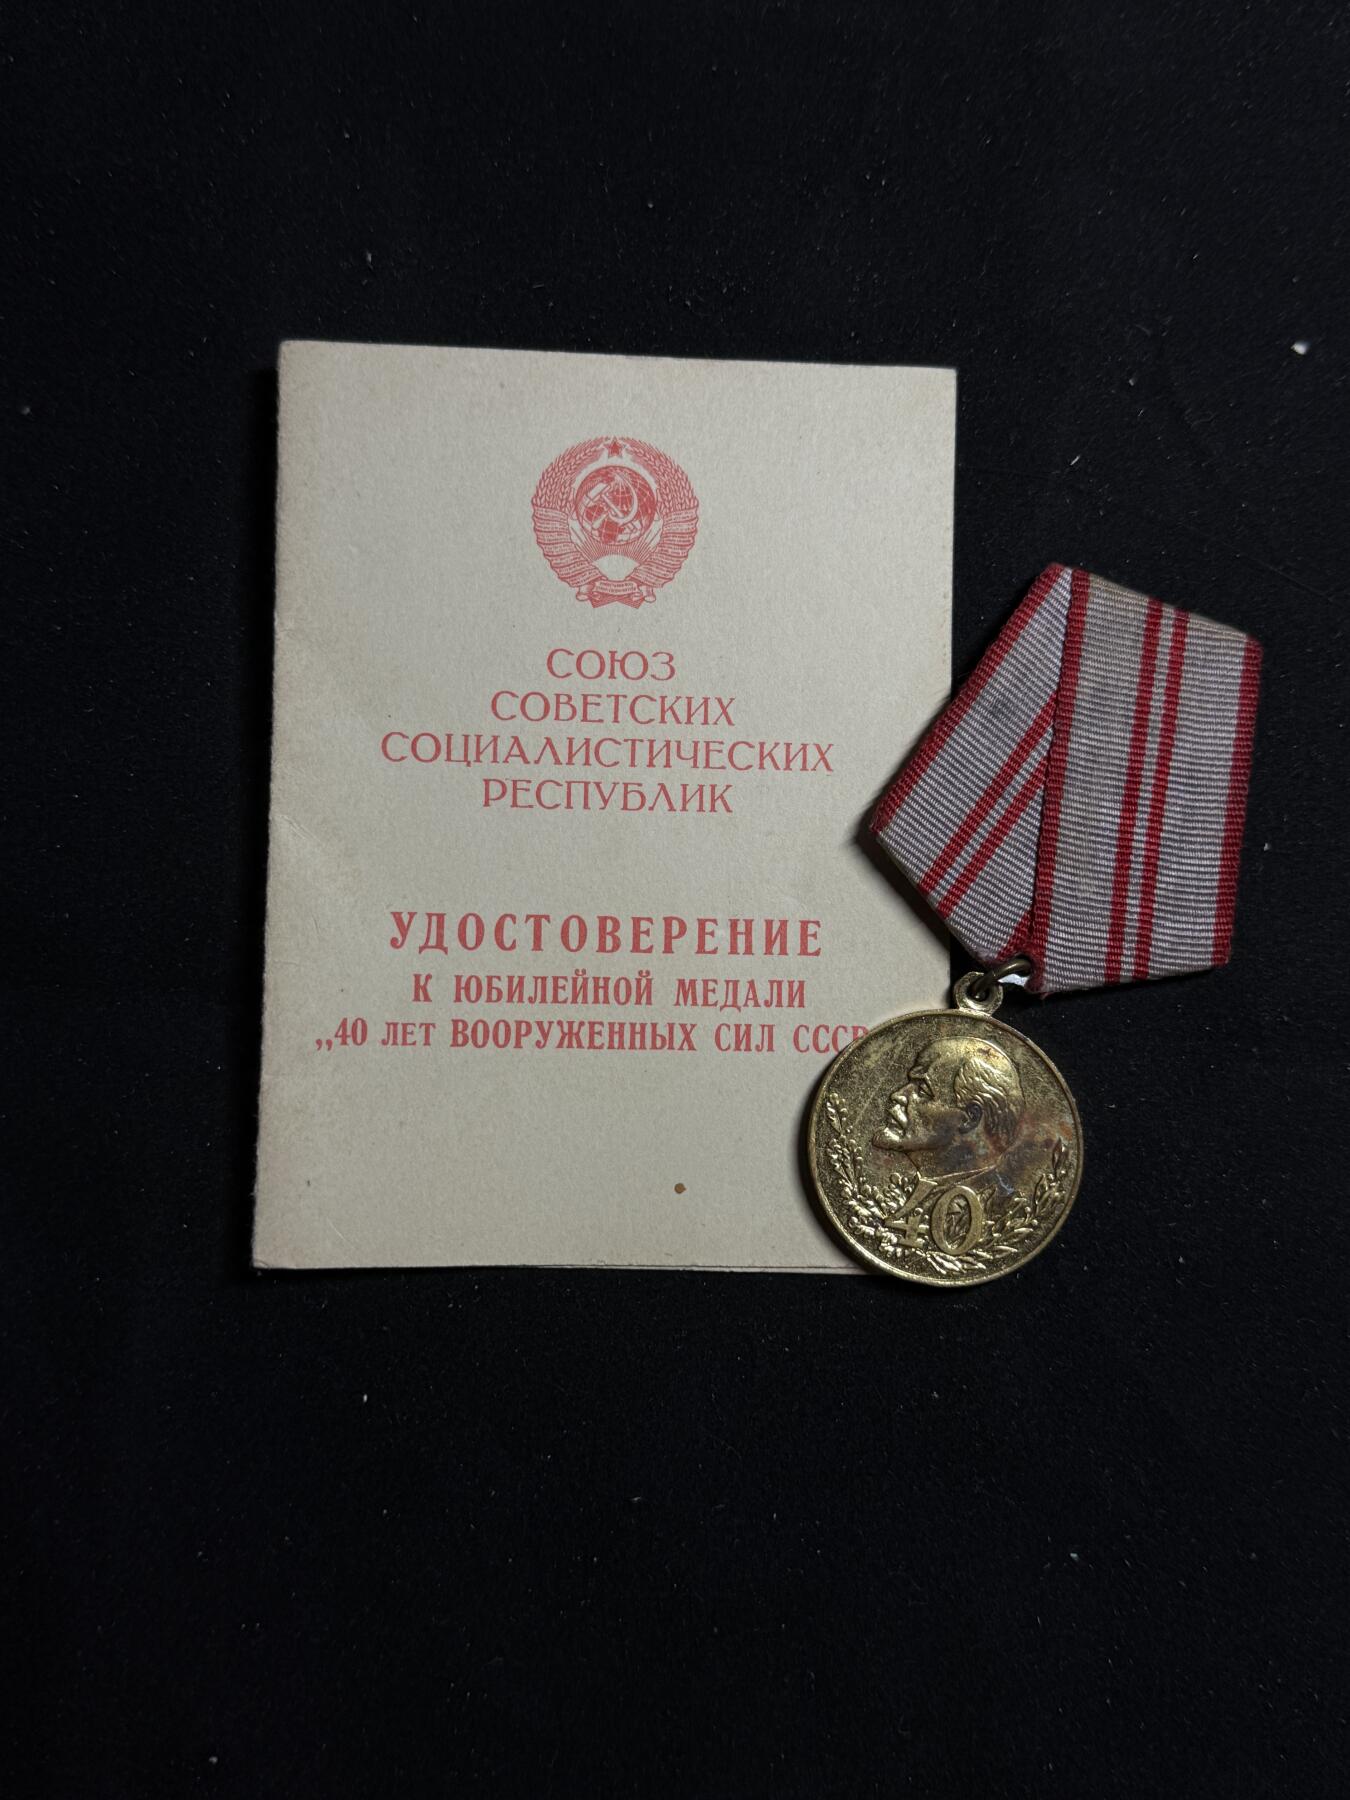 СОЮЗ
СОВЕТСКИХ
СОЦИАЛИСТИЧЕСКИХ
РЕСПУБЛИК
УДОСТОВЕРЕНИЕ
К ЮБИЛЕЙНОЙ МЕДАЛИ
„40 ЛЕТ ВООРУЖЕННЫХ СИЛ СССР
40